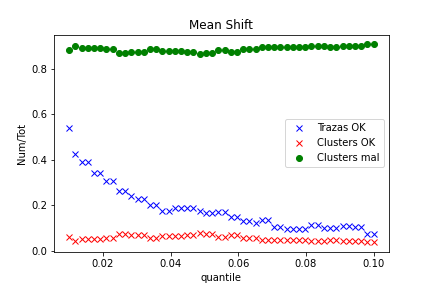 Mean Shift
Num/Tot
0.8
0.6
0.4
0.2
0.0
Trazas OK
Clusters OK
Clusters mal
0.02
0.04
0.06
0.08
0.10
quantile